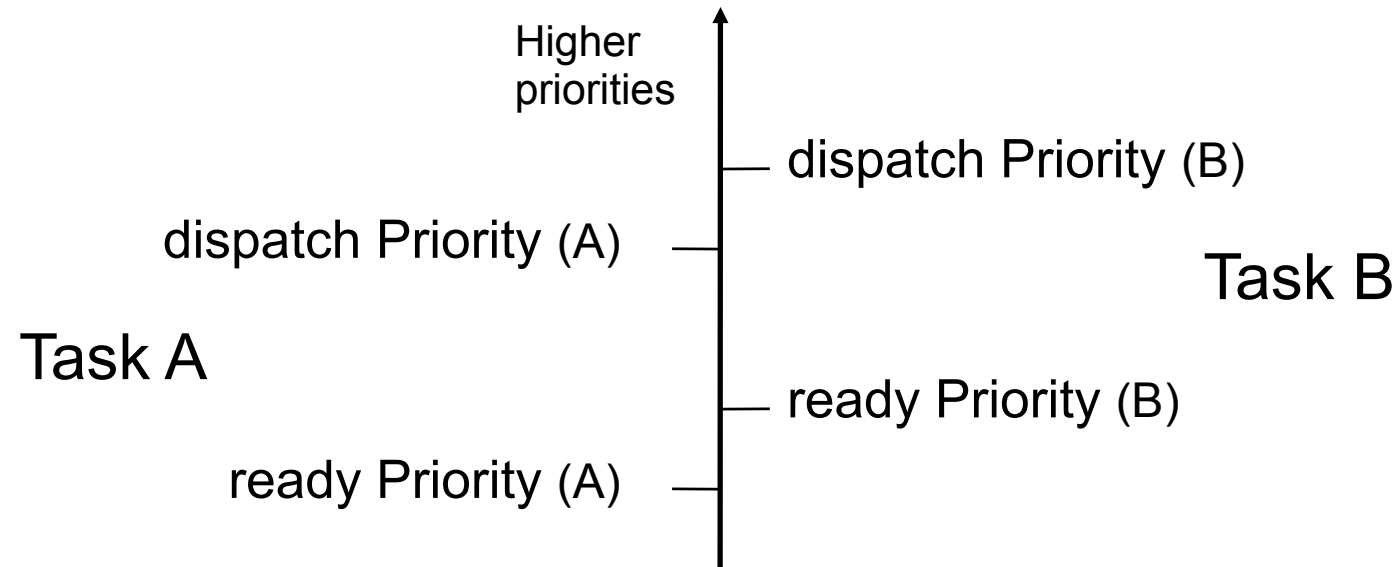 Higher
priorities
dispatch Priority (B)
dispatch Priority (A)
Task B
Task A
ready Priority (B)
ready Priority (A)